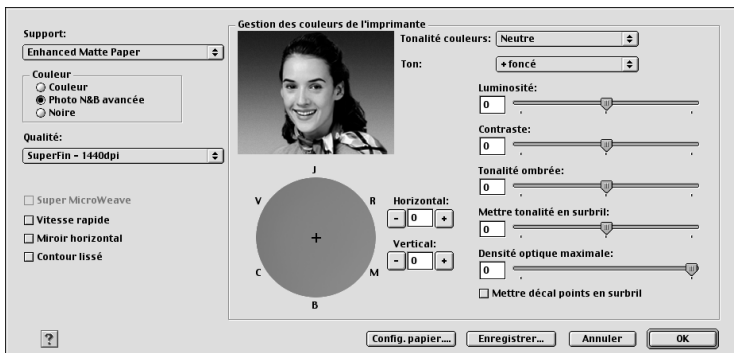 Support:
Enhanced Matte Paper
Couleur
Couleur
Photo N&B avancée
Noire
Qualité:
SuperFin - 1440dpi
Super MicroWeave
Vitesse rapide
Miroir horizontal
Contour lissé
Gestion des couleurs de l'imprimante
Tonalité couleurs: Neutre
Ton: +foncé
Luminosité:
0
Contraste:
0
Tonalité ombrée:
0
Mettre tonalité en surbril:
0
Densité optique maximale:
0
Mettre décal points en surbril
J
V R
C M
B
Horizontal:
- 0 +
Vertical:
- 0 +
?
Config. papier.... Enregistrer... Annuler OK